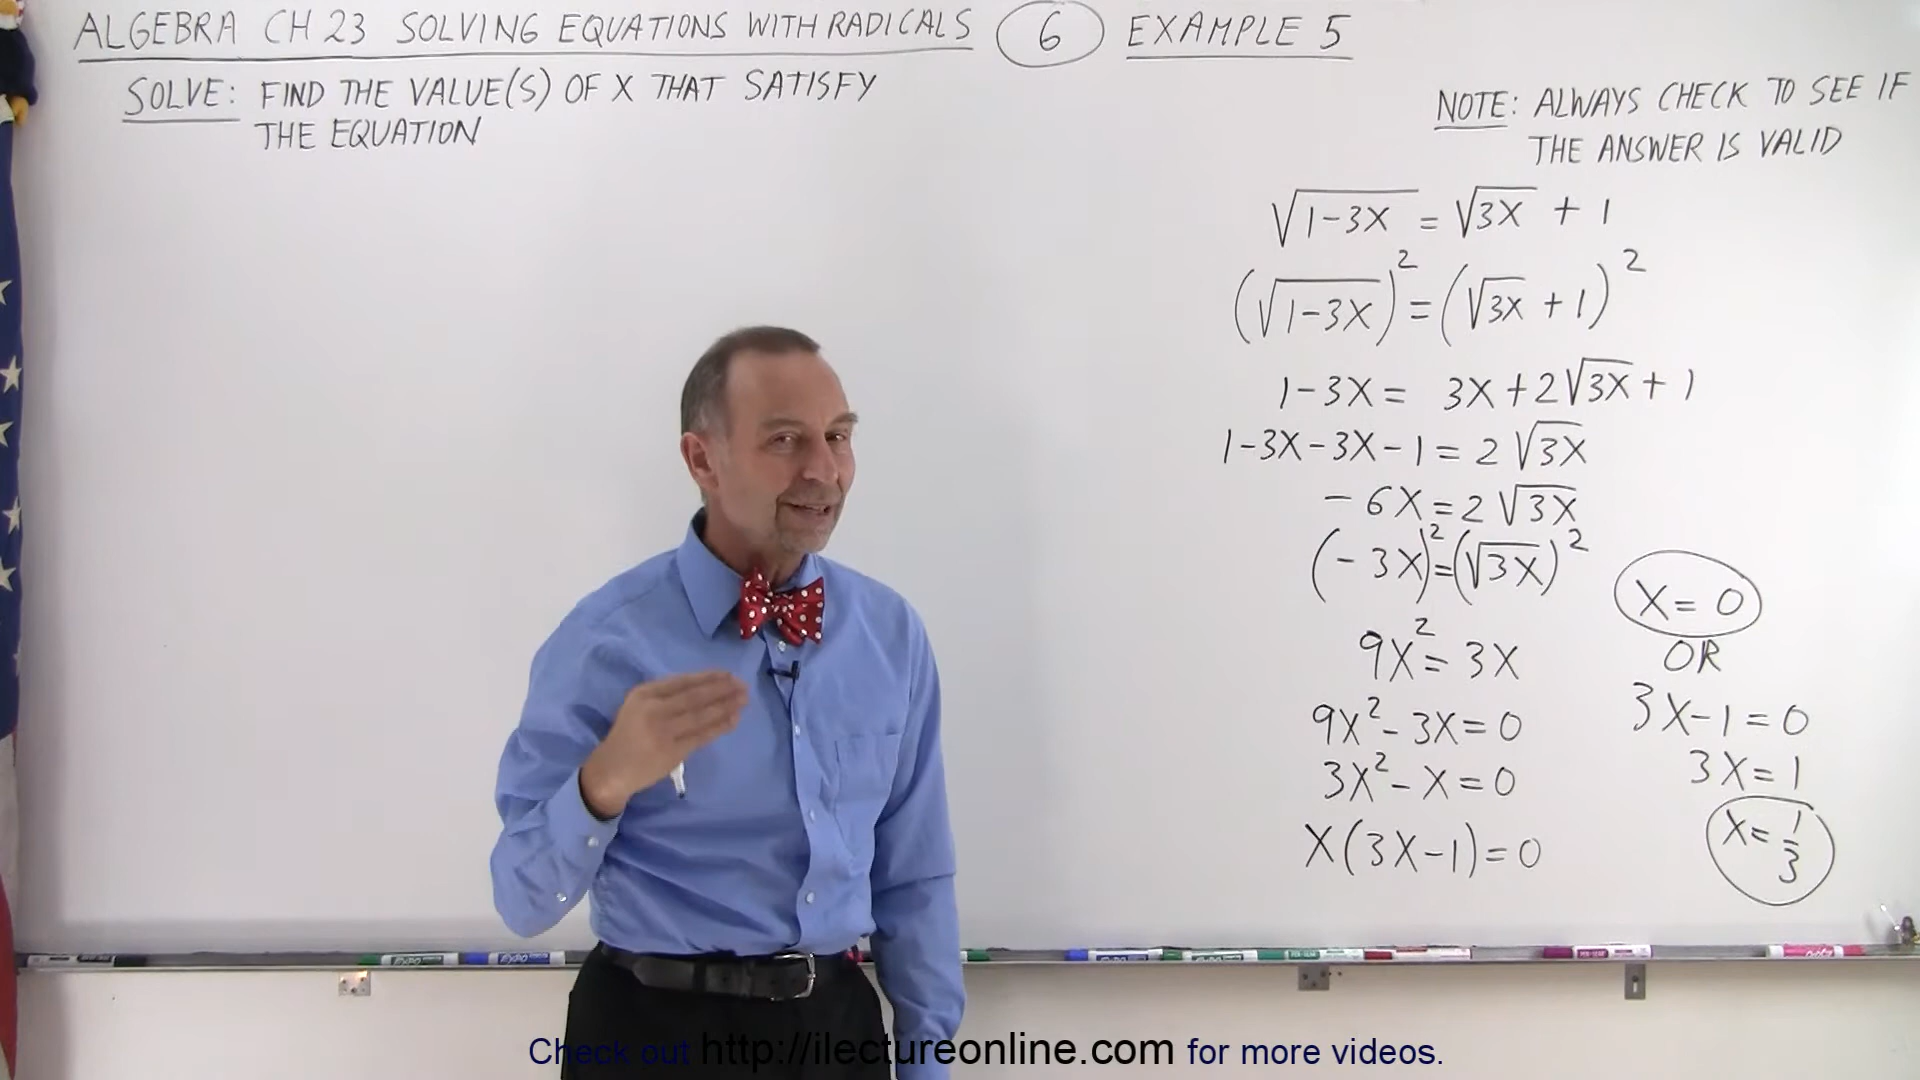 ALGEBRA CH 23 SOLVING EQUATIONS WITH RADICALS 6 EXAMPLE 5
SOLVE: FIND THE VALUE(S) OF X THAT SATISFY
THE EQUATION
NOTE: ALWAYS CHECK TO SEE IF
THE ANSWER IS VALID
√(1-3X) = √(3X) + 1
(√(1-3X))² = (√(3X) + 1)²
1-3X = 3X + 2√(3X) + 1
1-3X-3X-1 = 2√(3X)
-6X = 2√(3X)
(-3X)² = (√(3X))²
9X² = 3X
9X² - 3X = 0
3X² - X = 0
X(3X-1) = 0
X = 0
OR
3X-1 = 0
3X = 1
X = 1/3
EXPO
EXPO
Check out http://ilectureonline.com for more videos.